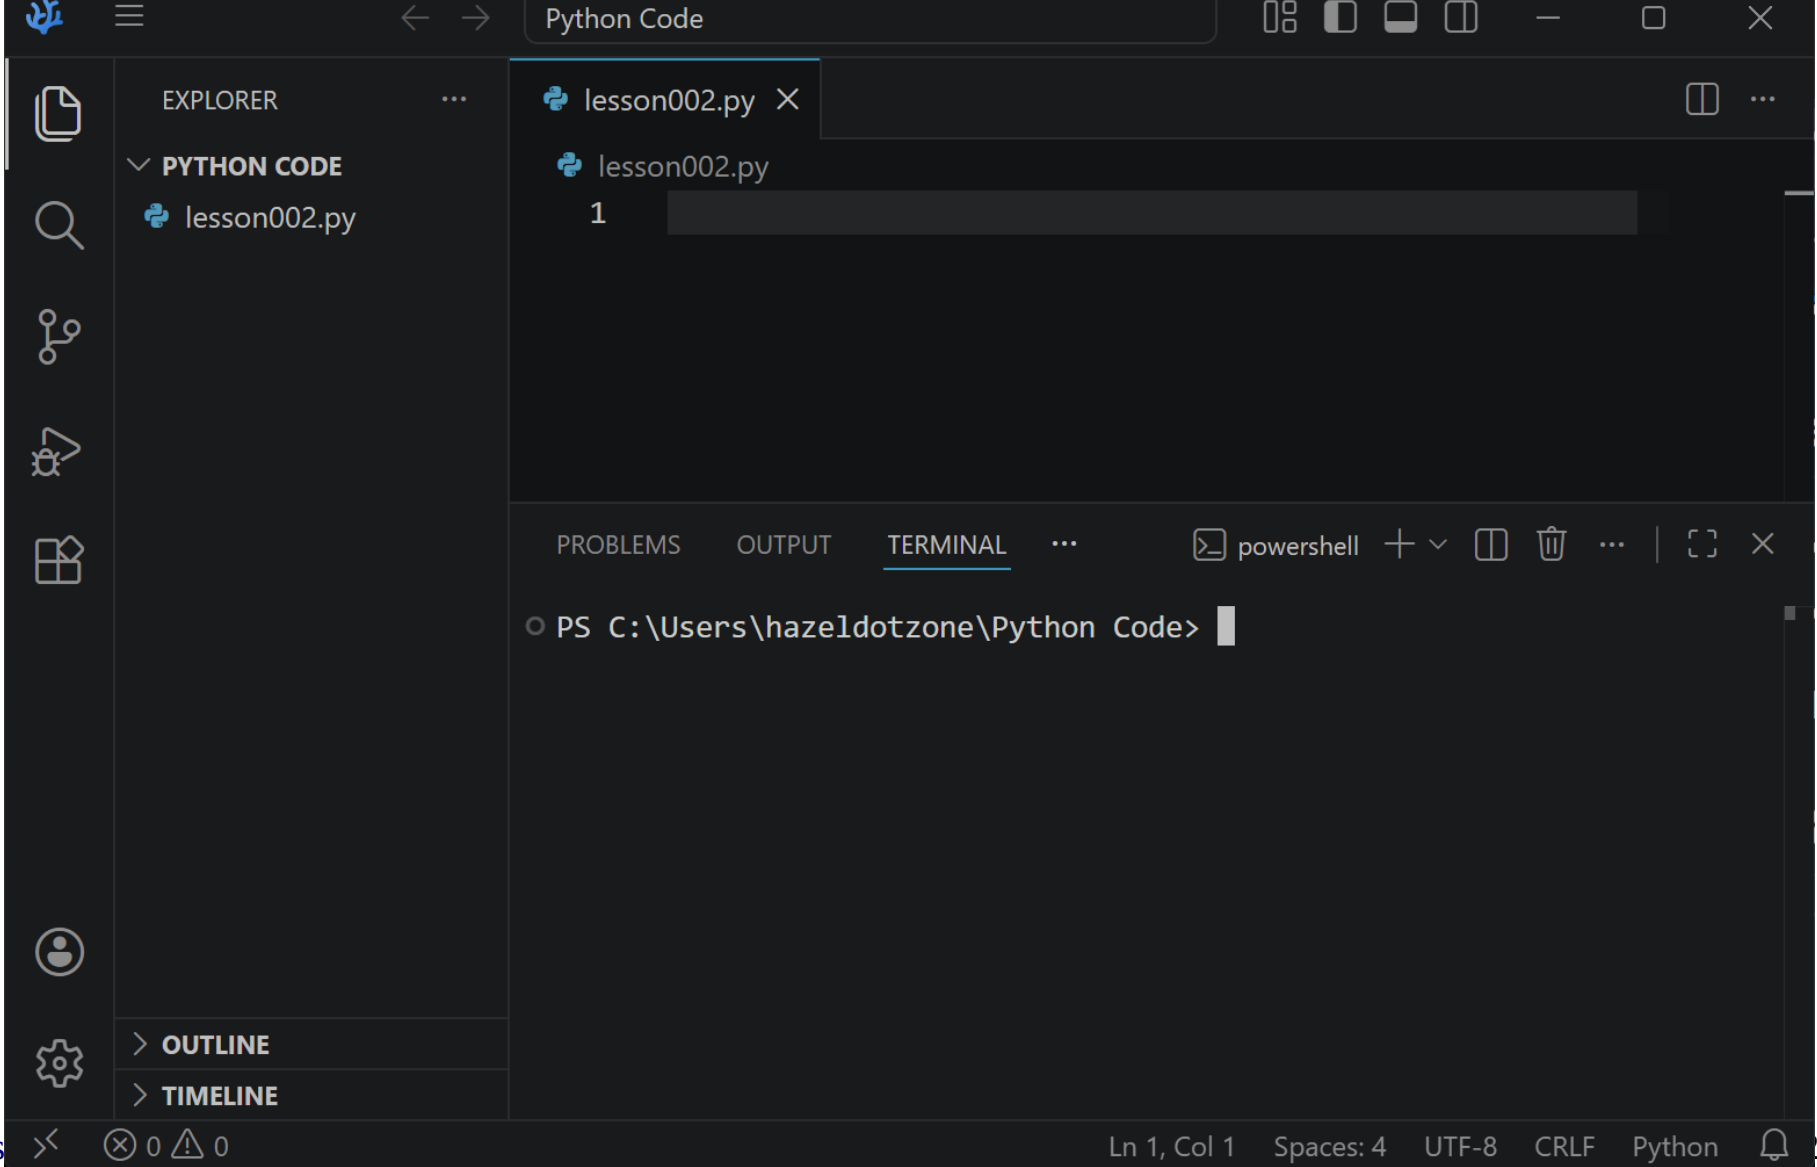 Python Code
EXPLORER
PYTHON CODE
lesson002.py
OUTLINE
TIMELINE
lesson002.py
lesson002.py
1
PROBLEMS OUTPUT TERMINAL powershell
PS C:\Users\hazeldotzone\Python Code>
0 0 Ln 1, Col 1 Spaces: 4 UTF-8 CRLF Python